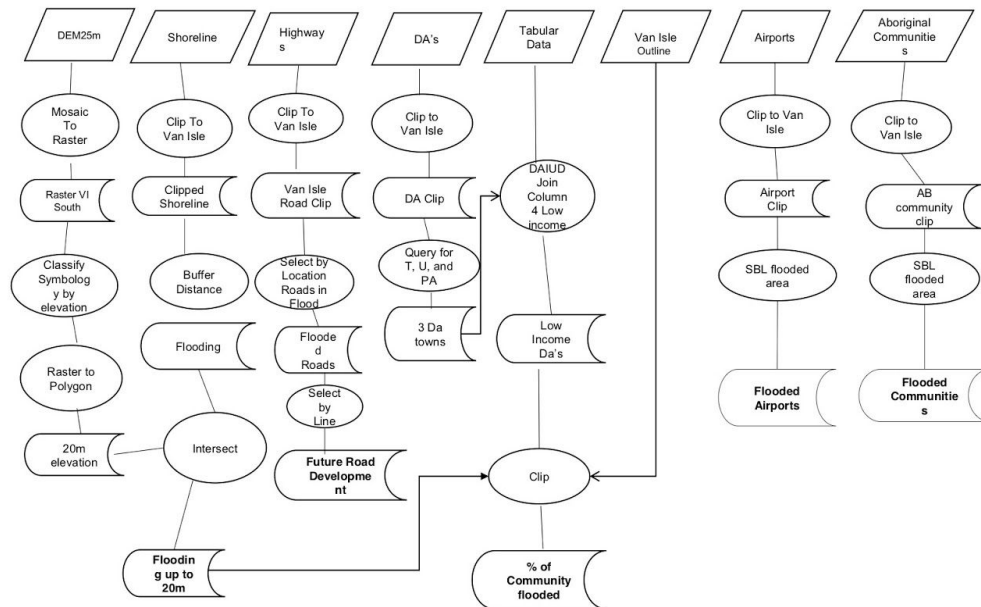 DEM25m
Shoreline
Highway
s
DA's
Tabular
Data
Van Isle
Outline
Airports
Aboriginal
Communitie
s
Mosaic
To
Raster
Clip To
Van Isle
Clip To
Van Isle
Clip to
Van Isle
Clip to Van
Isle
Clip to
Van Isle
Raster VI
South
Clipped
Shoreline
Van Isle
Road Clip
DA Clip
DAIUD
Join
Column
4 Low
income
Airport
Clip
AB
community
clip
Classify
Symbolog
y by
elevation
Buffer
Distance
Select by
Location
Roads in
Flood
Query for
T, U, and
PA
SBL flooded
area
SBL
flooded
area
Flooding
Floode
d
Roads
3 Da
towns
Low
Income
Da's
Raster to
Polygon
Select
by
Line
Flooded
Airports
Flooded
Communitie
s
20m
elevation
Intersect
Future Road
Developme
nt
Clip
Floodin
g up to
20m
% of
Community
flooded